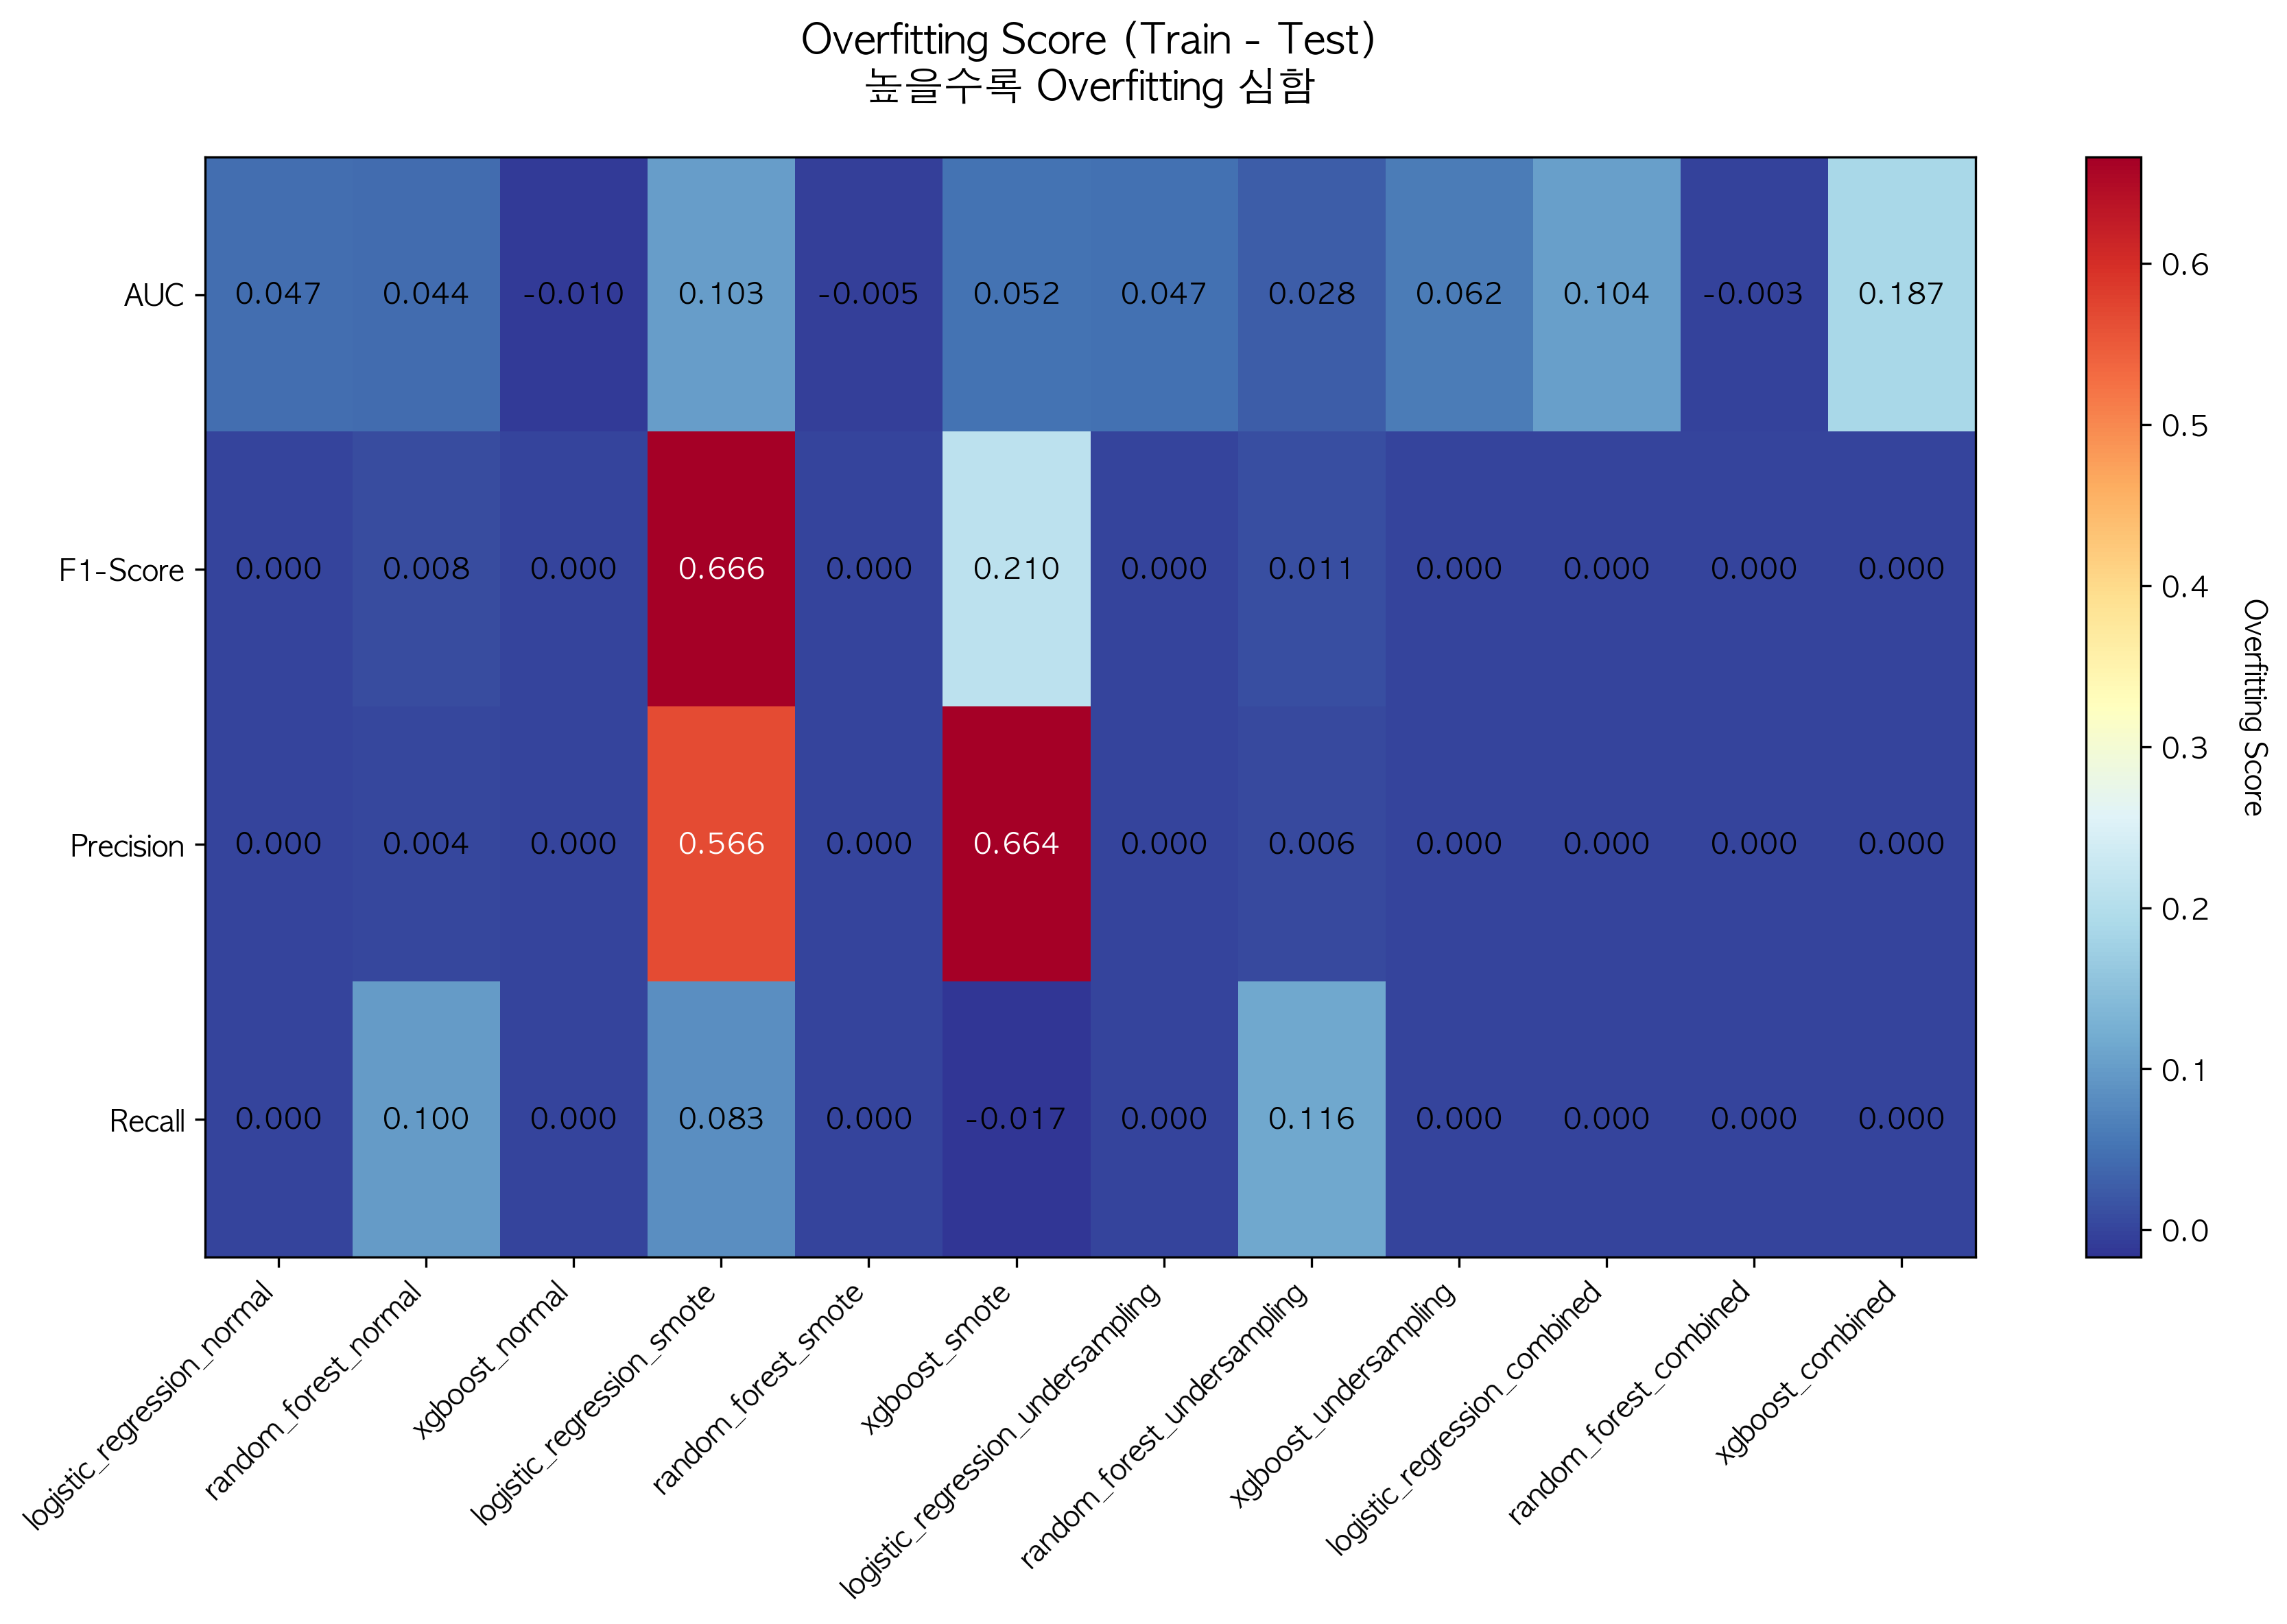 Overfitting Score (Train - Test)
높을수록 Overfitting 심함
AUC 0.047 0.044 -0.010 0.103 -0.005 0.052 0.047 0.028 0.062 0.104 -0.003 0.187
F1-Score 0.000 0.008 0.000 0.666 0.000 0.210 0.000 0.011 0.000 0.000 0.000 0.000
Precision 0.000 0.004 0.000 0.566 0.000 0.664 0.000 0.006 0.000 0.000 0.000 0.000
Recall 0.000 0.100 0.000 0.083 0.000 -0.017 0.000 0.116 0.000 0.000 0.000 0.000
logistic_regression_normal
random_forest_normal
xgboost_normal
logistic_regression_smote
random_forest_smote
xgboost_smote
logistic_regression_undersampling
random_forest_undersampling
xgboost_undersampling
logistic_regression_combined
random_forest_combined
xgboost_combined
0.6
0.5
0.4
0.3
0.2
0.1
0.0
Overfitting Score